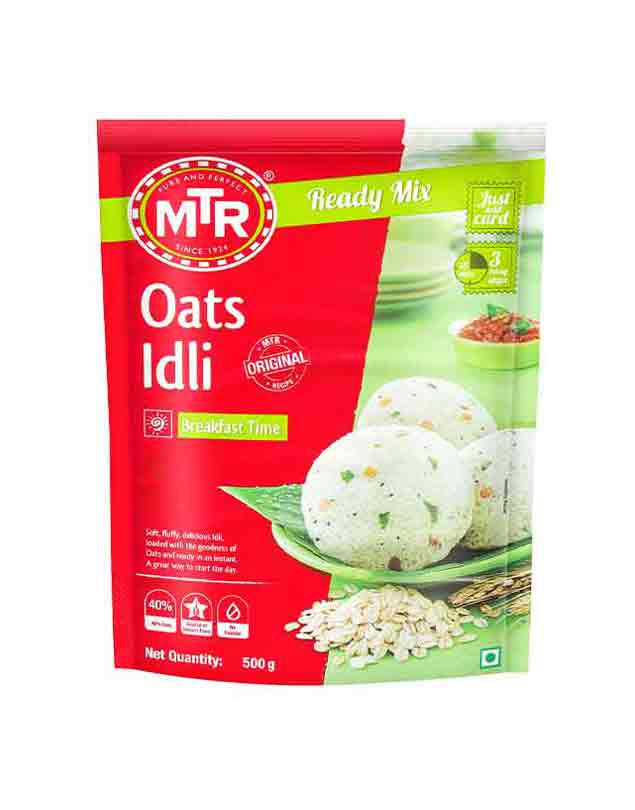 PURE AND PERFECT
MTR
®
SINCE 1924
Ready Mix
Just
add
curd
3
easy
steps
Oats
Idli
MTR
ORIGINAL
RECIPE
Breakfast Time
Soft, fluffy, delicious Idli,
loaded with the goodness of
Oats and ready in an instant.
A great way to start the day.
40%
Net Quantity: 500 g